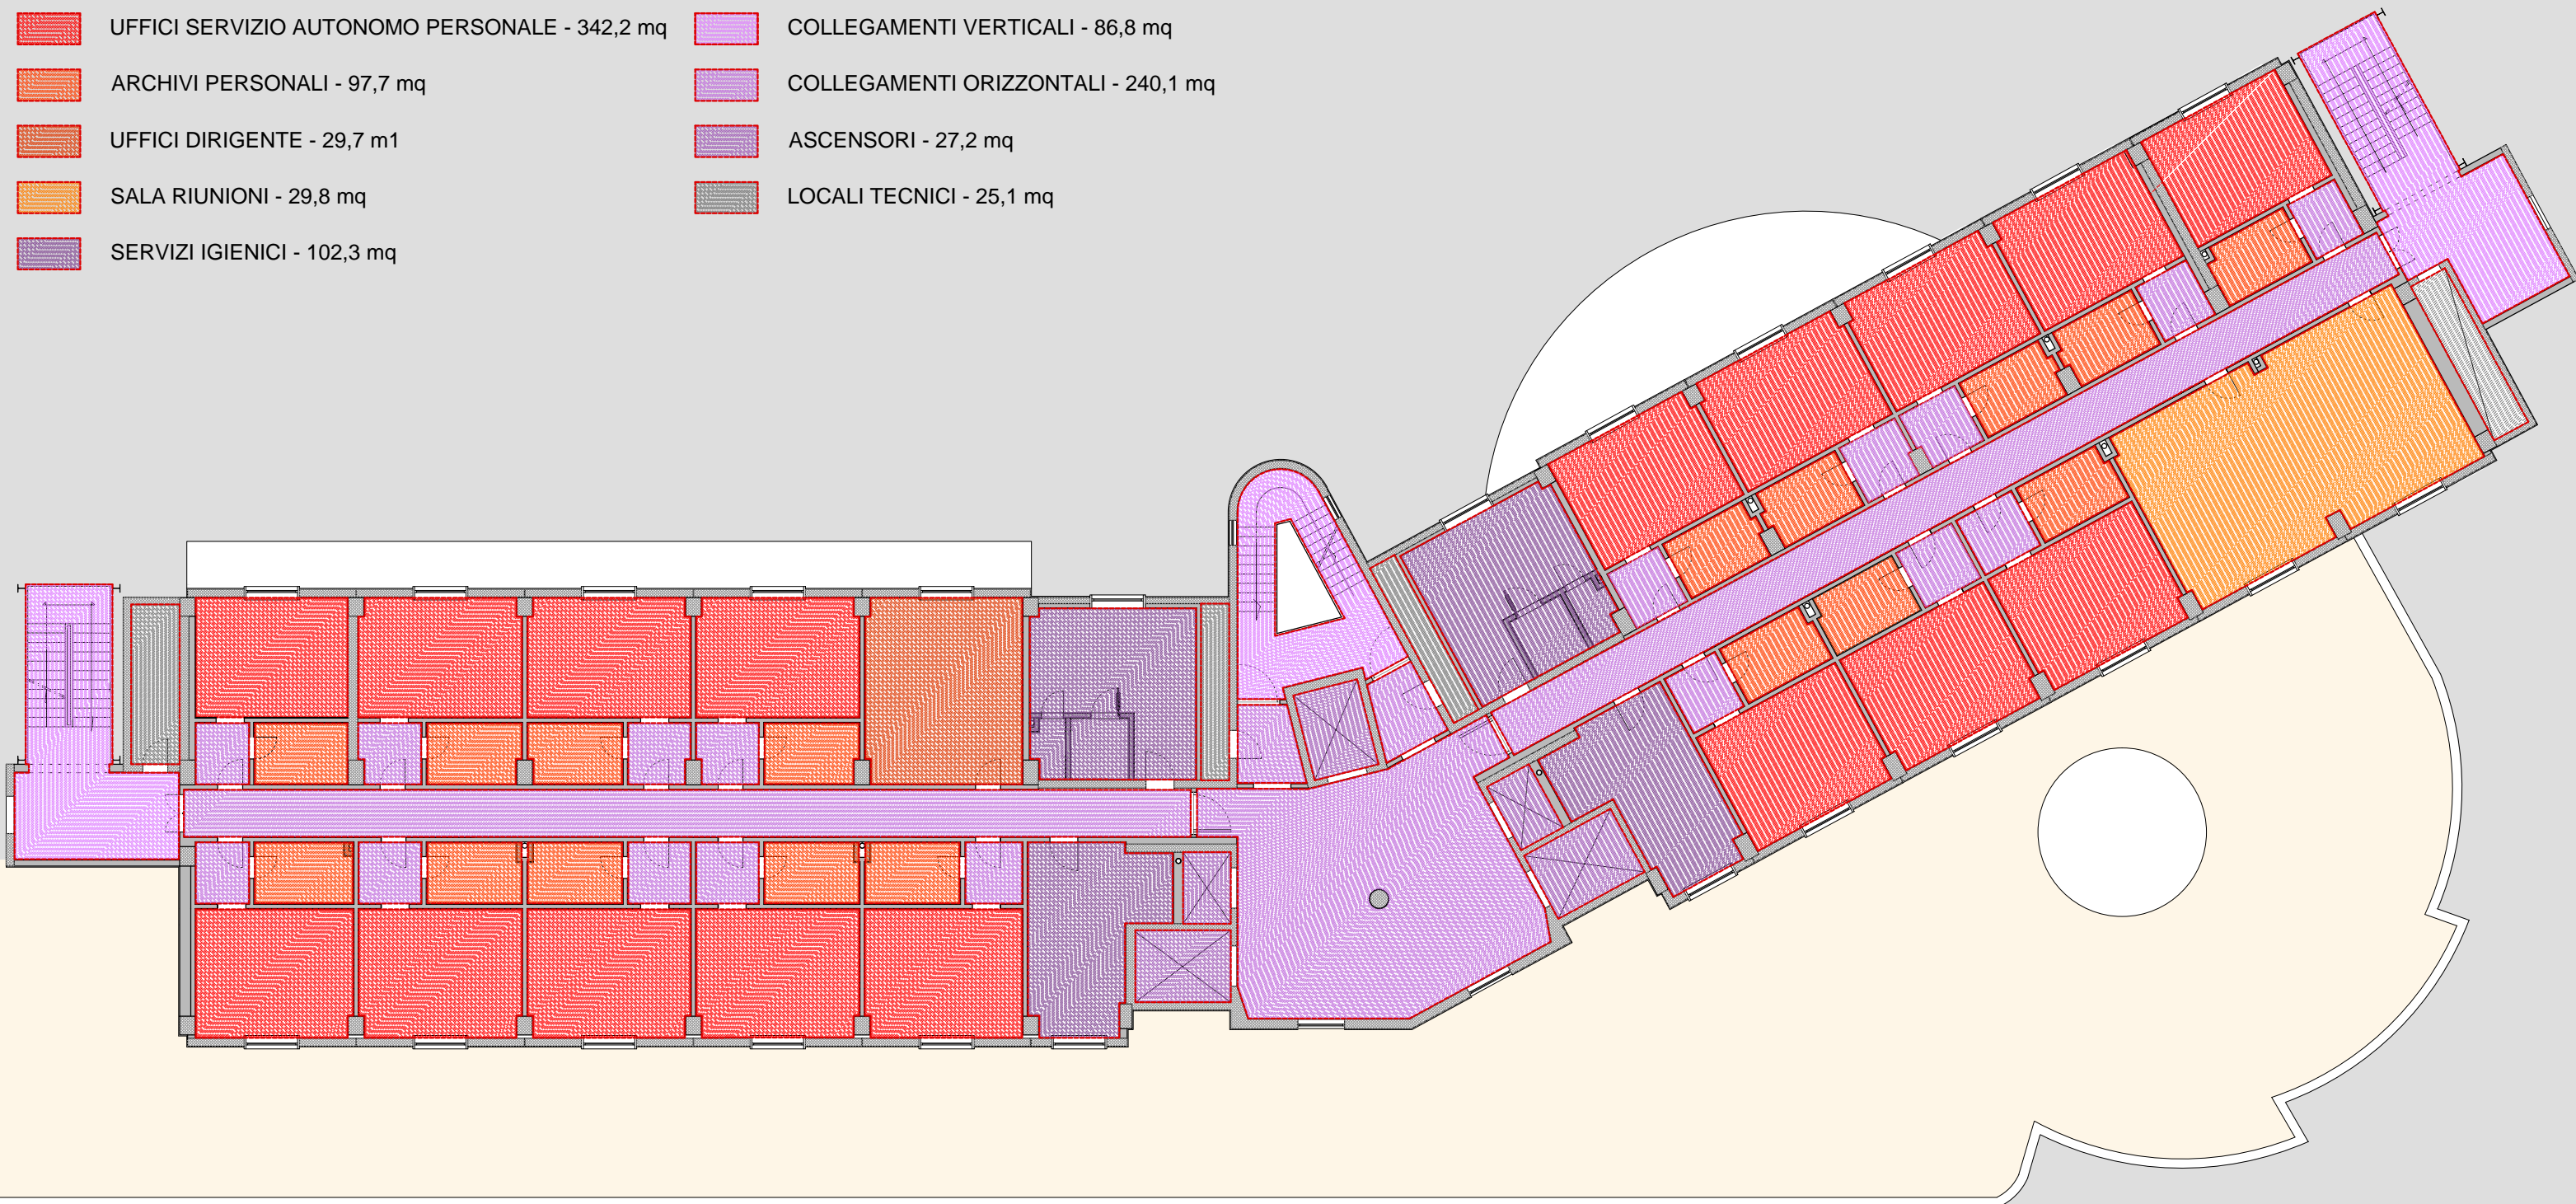 UFFICI SERVIZIO AUTONOMO PERSONALE - 342,2 mq
ARCHIVI PERSONALI - 97,7 mq
UFFICI DIRIGENTE - 29,7 m1
SALA RIUNIONI - 29,8 mq
SERVIZI IGIENICI - 102,3 mq
COLLEGAMENTI VERTICALI - 86,8 mq
COLLEGAMENTI ORIZZONTALI - 240,1 mq
ASCENSORI - 27,2 mq
LOCALI TECNICI - 25,1 mq